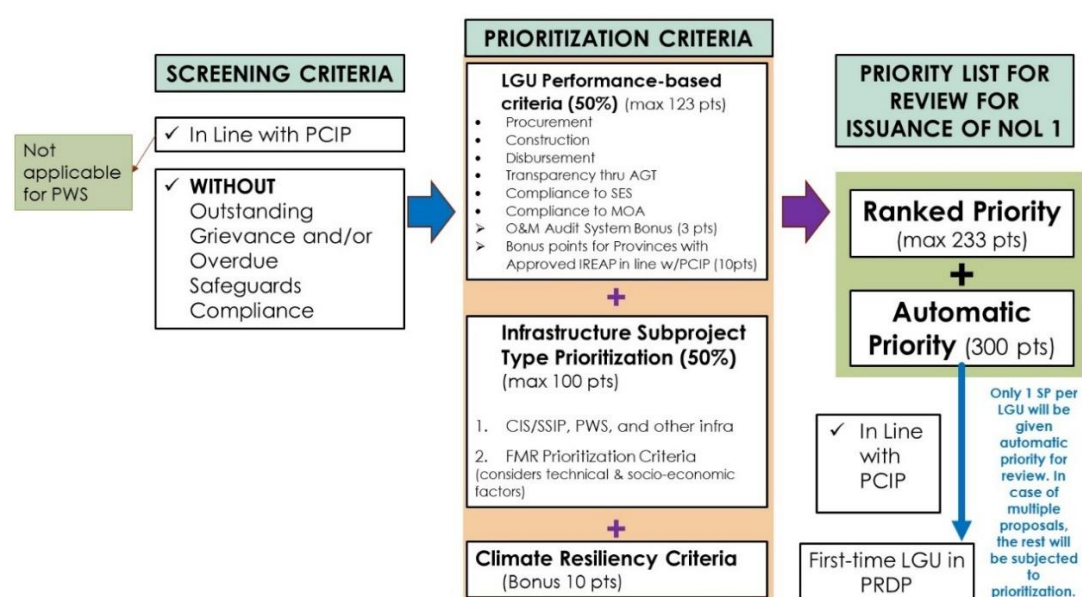 SCREENING CRITERIA
Not
applicable
for PWS
✓ In Line with PCIP
✓ WITHOUT
Outstanding
Grievance and/or
Overdue
Safeguards
Compliance
PRIORITIZATION CRITERIA
LGU Performance-based
criteria (50%) (max 123 pts)
• Procurement
• Construction
• Disbursement
• Transparency thru AGT
• Compliance to SES
• Compliance to MOA
➢ O&M Audit System Bonus (3 pts)
➢ Bonus points for Provinces with
Approved IREAP in line w/PCIP (10pts)
+
Infrastructure Subproject
Type Prioritization (50%)
(max 100 pts)
1. CIS/SSIP, PWS, and other infra
2. FMR Prioritization Criteria
(considers technical & socio-economic
factors)
+
Climate Resiliency Criteria
(Bonus 10 pts)
PRIORITY LIST FOR
REVIEW FOR
ISSUANCE OF NOL 1
Ranked Priority
(max 233 pts)
+
Automatic
Priority (300 pts)
✓ In Line
with
PCIP
First-time LGU in
PRDP
Only 1 SP per
LGU will be
given
automatic
priority for
review. In
case of
multiple
proposals,
the rest will
be subjected
to
prioritization.